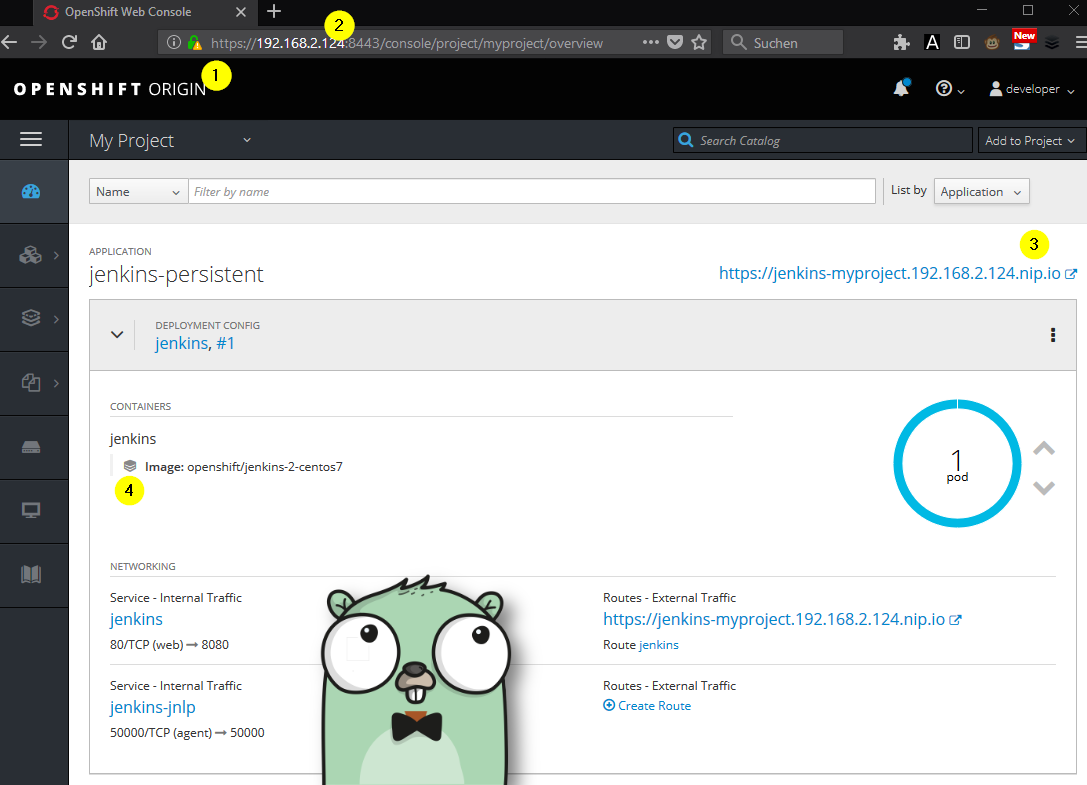 OpenShift Web Console
2
https://192.168.2.124:8443/console/project/myproject/overview
Suchen
A
New
1
OPENSHIFT ORIGIN
developer
My Project
Search Catalog
Add to Project
Name
Filter by name
List by
Application
3
APPLICATION
jenkins-persistent
https://jenkins-myproject.192.168.2.124.nip.io
DEPLOYMENT CONFIG
jenkins, #1
CONTAINERS
jenkins
Image: openshift/jenkins-2-centos7
4
1
pod
NETWORKING
Service - Internal Traffic
jenkins
80/TCP (web) → 8080
Routes - External Traffic
https://jenkins-myproject.192.168.2.124.nip.io
Route jenkins
Service - Internal Traffic
jenkins-jnlp
50000/TCP (agent) → 50000
Routes - External Traffic
Create Route